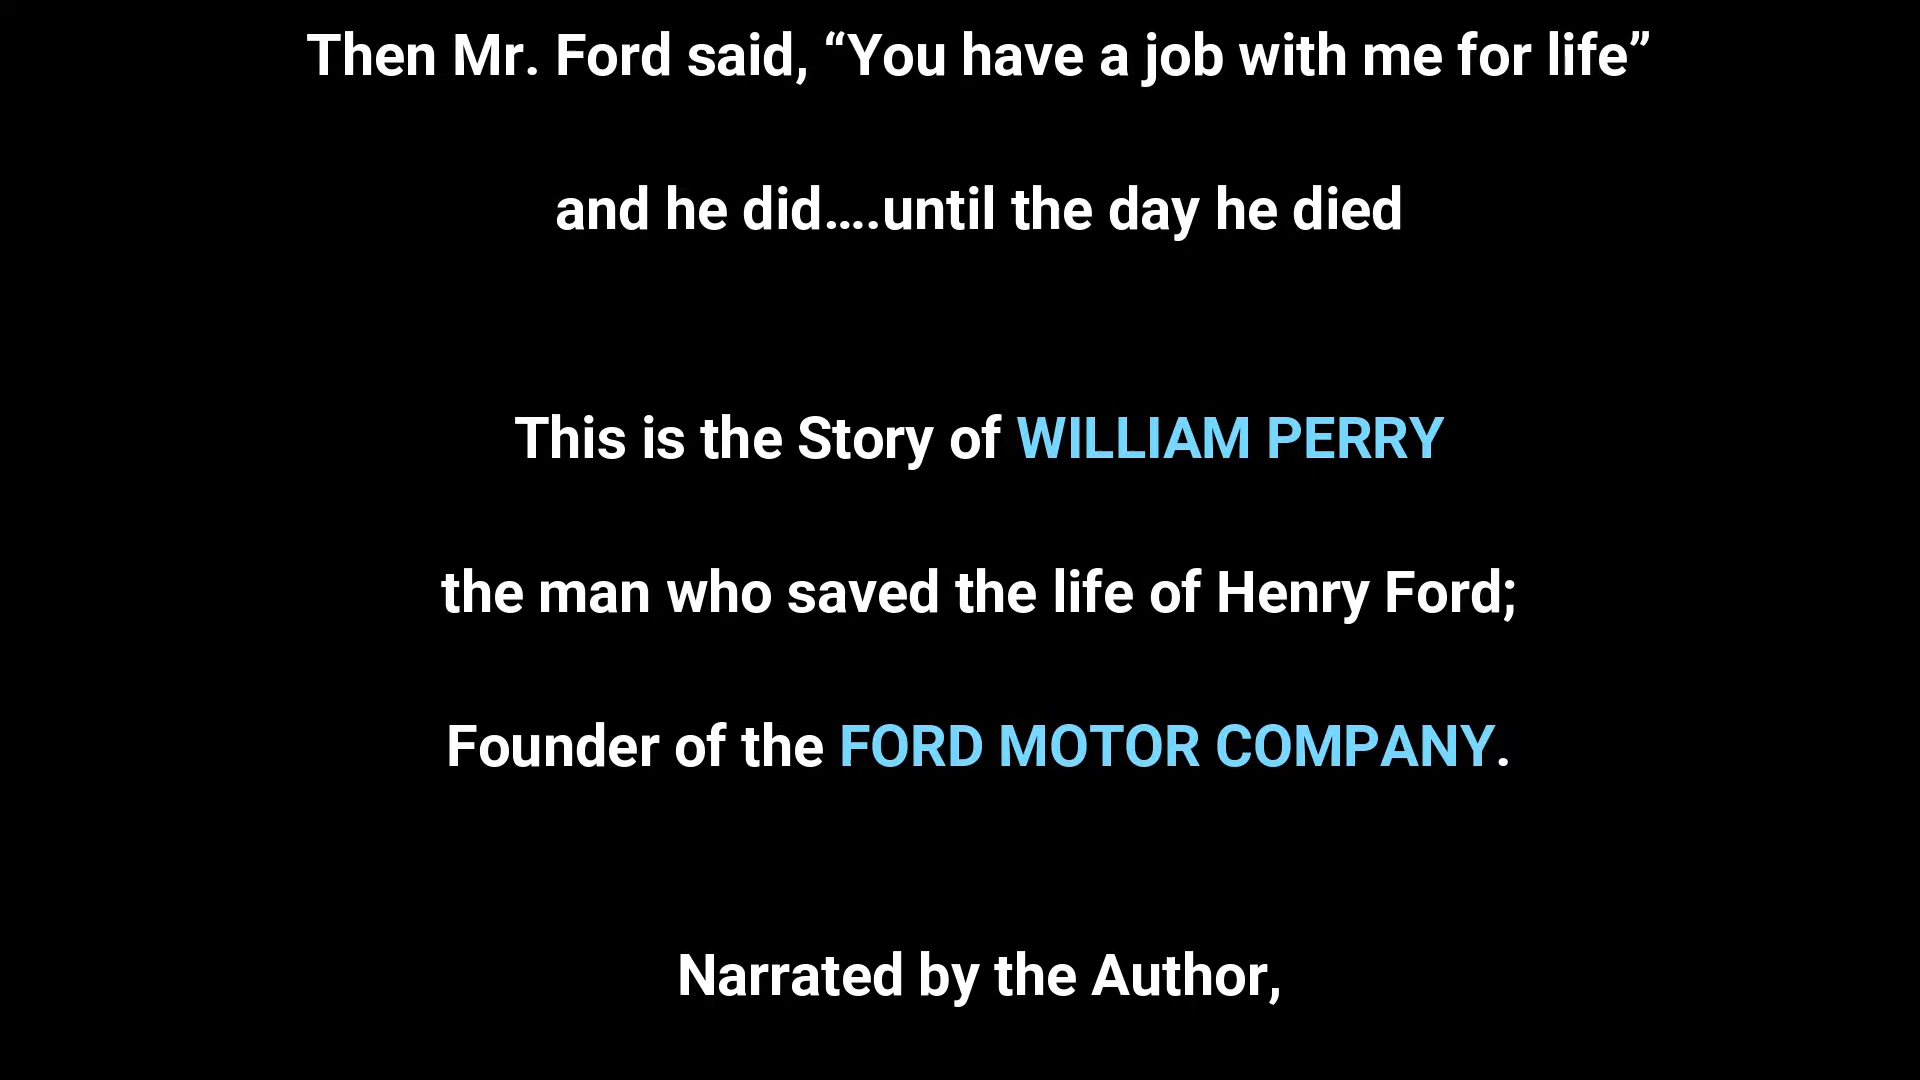 Then Mr. Ford said, “You have a job with me for life”
and he did....until the day he died
This is the Story of WILLIAM PERRY
the man who saved the life of Henry Ford;
Founder of the FORD MOTOR COMPANY.
Narrated by the Author,